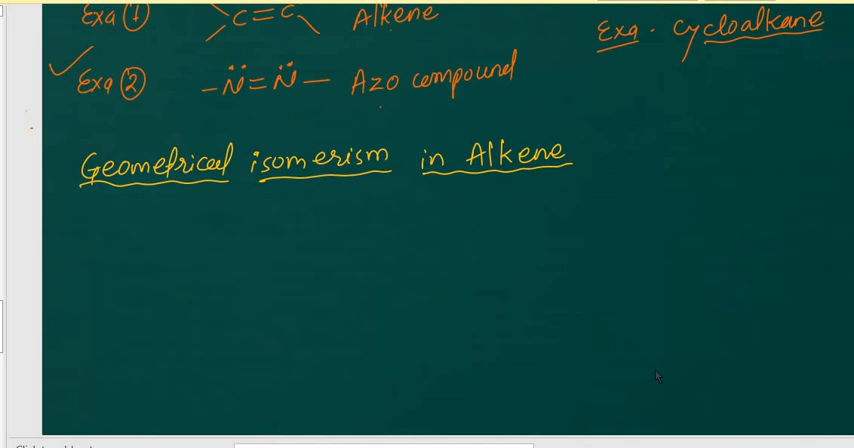 Exa ① C=C Alkene
Exa . cycloalkane
Exa ② -N̈=N̈- Azo compound
Geometrical isomerism in Alkene